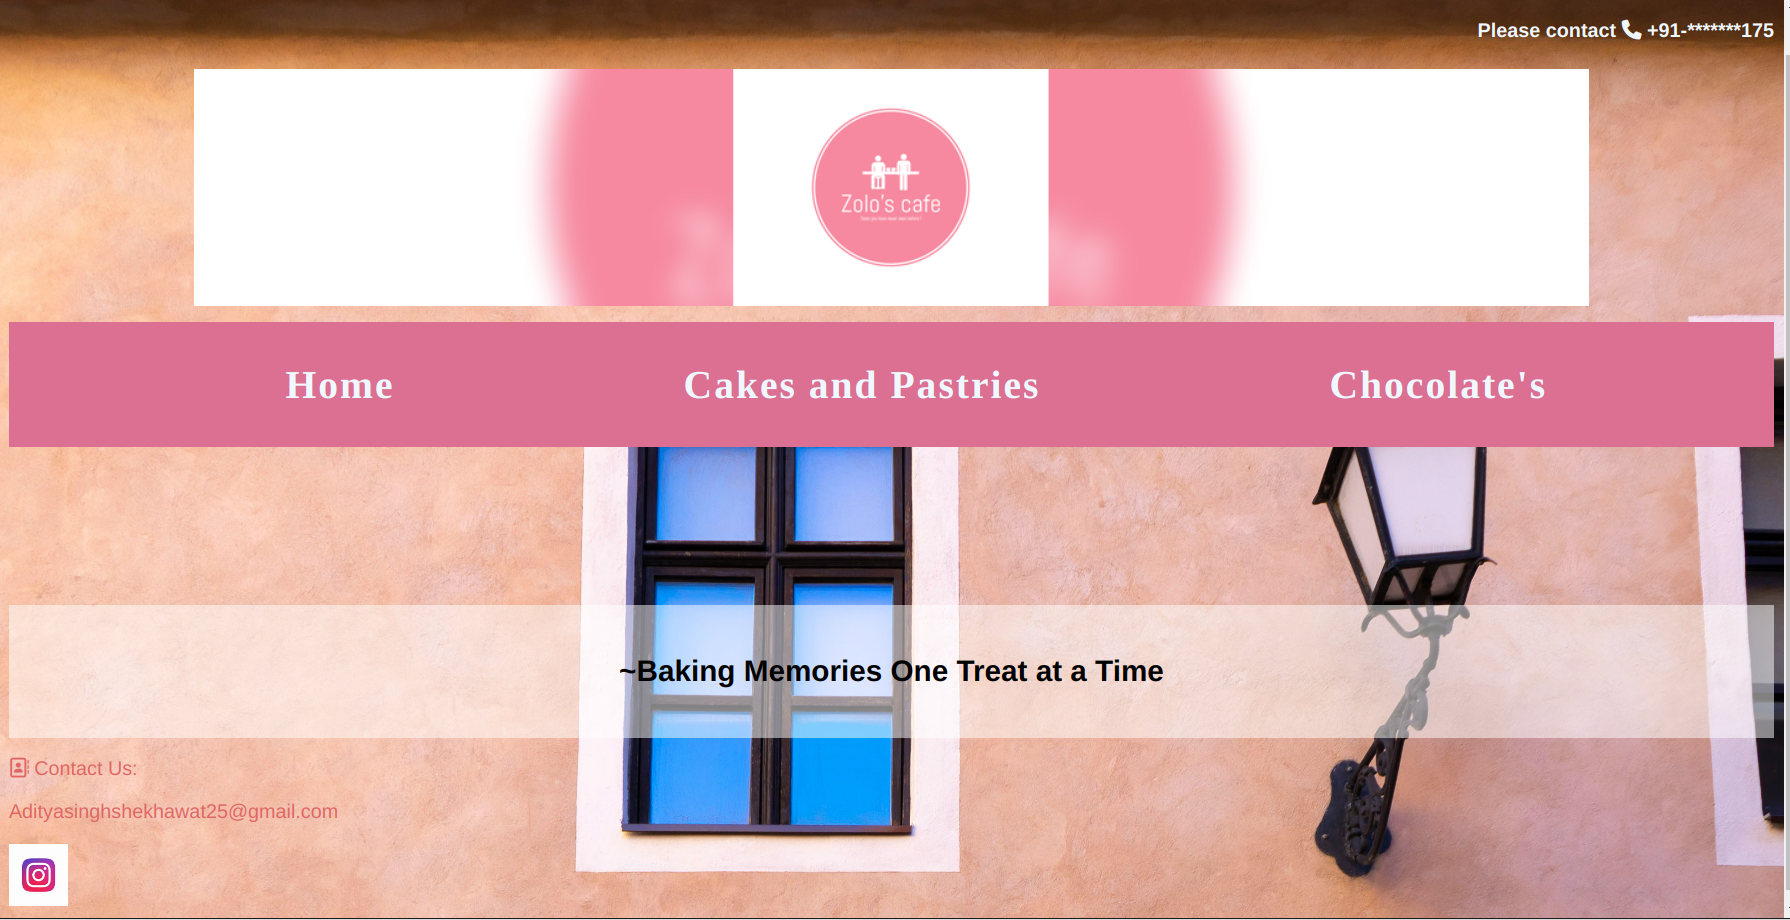 Please contact +91-*******175
Zolo's cafe
Home
Cakes and Pastries
Chocolate's
~Baking Memories One Treat at a Time
Contact Us:
Adityasinghshekhawat25@gmail.com